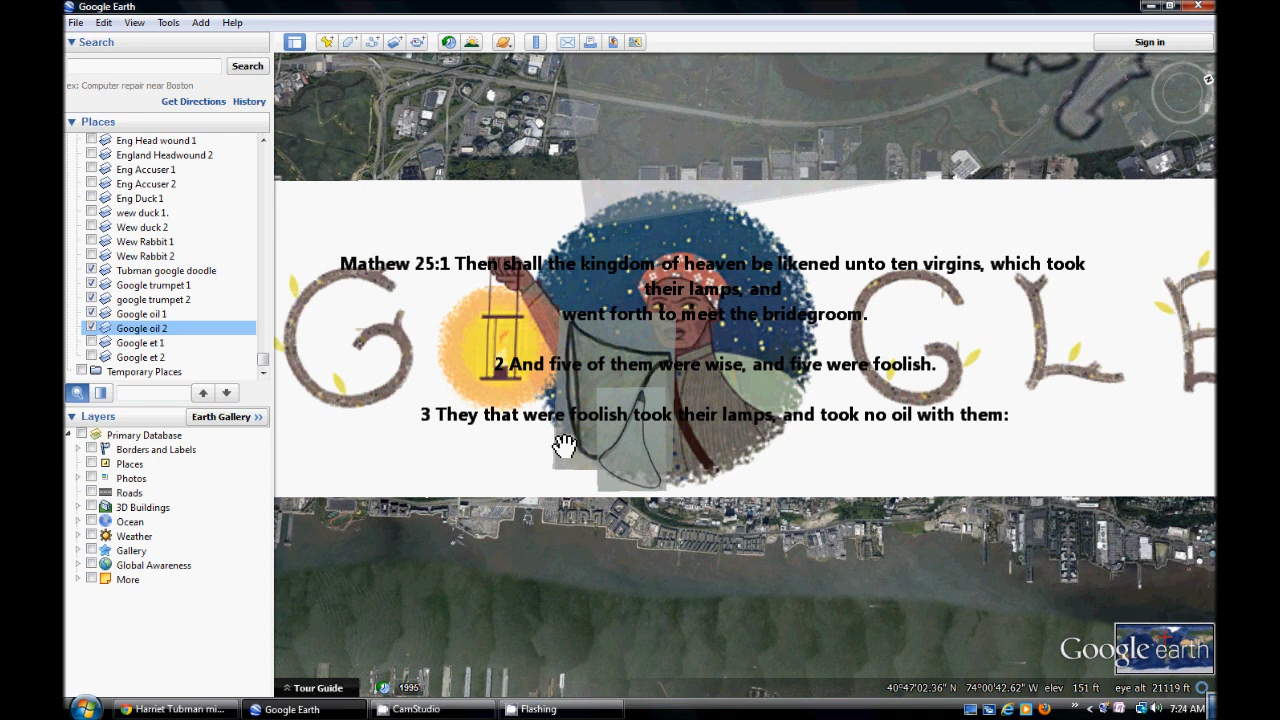 Google Earth
File Edit View Tools Add Help
Search
Search
ex: Computer repair near Boston
Get Directions History
Places
Eng Head wound 1
England Headwound 2
Eng Accuser 1
Eng Accuser 2
Eng Duck 1
wew duck 1.
Wew duck 2
Wew Rabbit 1
Wew Rabbit 2
Tubman google doodle
Google trumpet 1
google trumpet 2
Google oil 1
Google oil 2
Google et 1
Google et 2
Temporary Places
Layers
Earth Gallery >>
Primary Database
Borders and Labels
Places
Photos
Roads
3D Buildings
Ocean
Weather
Gallery
Global Awareness
More
Sign in
N
G GLE
Mathew 25:1 Then shall the kingdom of heaven be likened unto ten virgins, which took
their lamps, and
went forth to meet the bridegroom.
2 And five of them were wise, and five were foolish.
3 They that were foolish took their lamps, and took no oil with them:
Google earth
Tour Guide
1995
40°47'02.36" N 74°00'42.62" W elev 151 ft eye alt 21119 ft
Harriet Tubman mi...
Google Earth
CamStudio
Flashing
7:24 AM